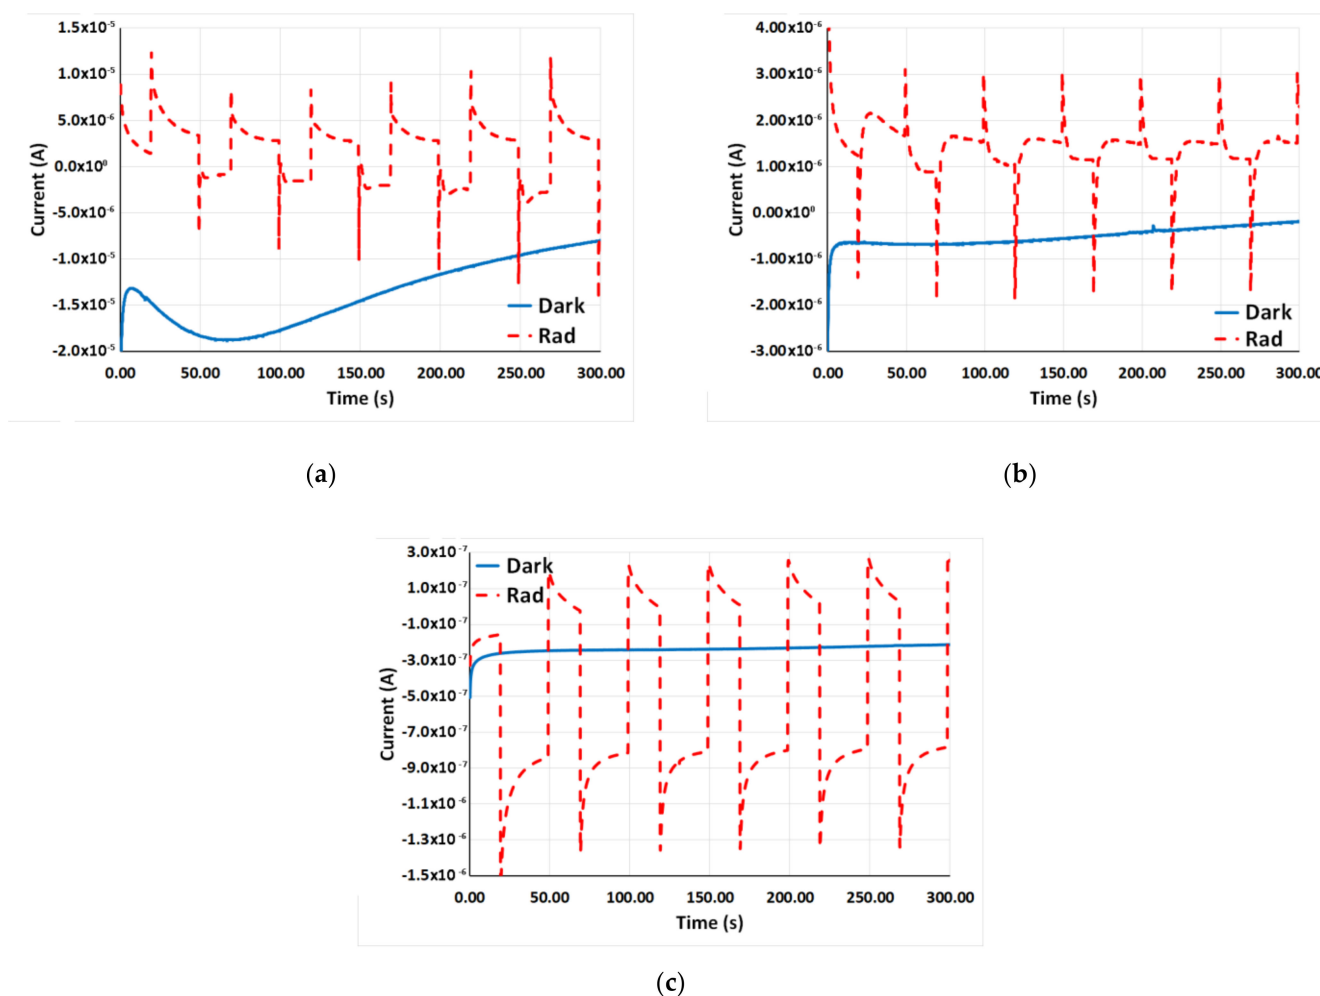 1.5x10⁻⁵
1.0x10⁻⁵
5.0x10⁻⁶
0.0x10⁰
-5.0x10⁻⁶
-1.0x10⁻⁵
-1.5x10⁻⁵
-2.0x10⁻⁵
Current (A)
Dark
Rad
0.00 50.00 100.00 150.00 200.00 250.00 300.00
Time (s)
(a)
4.00x10⁻⁶
3.00x10⁻⁶
2.00x10⁻⁶
1.00x10⁻⁶
0.00x10⁰
-1.00x10⁻⁶
-2.00x10⁻⁶
-3.00x10⁻⁶
Current (A)
Dark
Rad
0.00 50.00 100.00 150.00 200.00 250.00 300.00
Time (s)
(b)
3.0x10⁻⁷
1.0x10⁻⁷
-1.0x10⁻⁷
-3.0x10⁻⁷
-5.0x10⁻⁷
-7.0x10⁻⁷
-9.0x10⁻⁷
-1.1x10⁻⁶
-1.3x10⁻⁶
-1.5x10⁻⁶
Current (A)
Dark
Rad
0.00 50.00 100.00 150.00 200.00 250.00 300.00
Time (s)
(c)